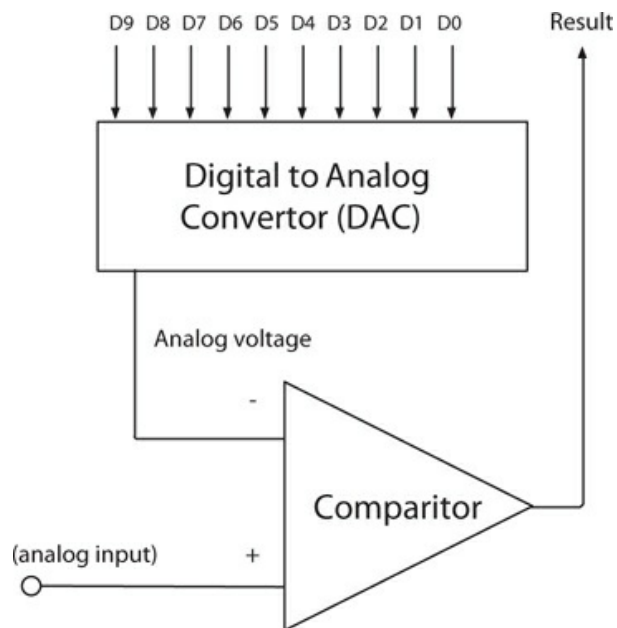 D9 D8 D7 D6 D5 D4 D3 D2 D1 D0 Result
Digital to Analog
Convertor (DAC)
Analog voltage
-
Comparitor
(analog input) +